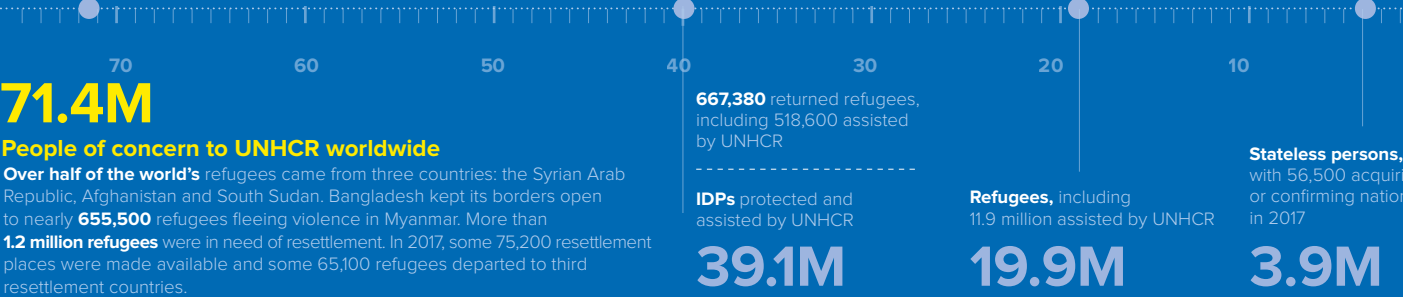 70 60 50 40 30 20 10
71.4M
People of concern to UNHCR worldwide
Over half of the world's refugees came from three countries: the Syrian Arab
Republic, Afghanistan and South Sudan. Bangladesh kept its borders open
to nearly 655,500 refugees fleeing violence in Myanmar. More than
1.2 million refugees were in need of resettlement. In 2017, some 75,200 resettlement
places were made available and some 65,100 refugees departed to third
resettlement countries.
667,380 returned refugees,
including 518,600 assisted
by UNHCR
IDPs protected and
assisted by UNHCR
39.1M
Refugees, including
11.9 million assisted by UNHCR
19.9M
Stateless persons,
with 56,500
or confirming
in 2017
3.9M